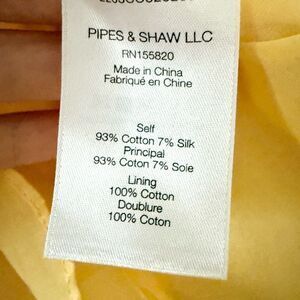 PIPES & SHAW LLC
RN155820
Made in China
Fabriqué en Chine
Self
93% Cotton 7% Silk
Principal
93% Coton 7% Soie
Lining
100% Cotton
Doublure
100% Coton